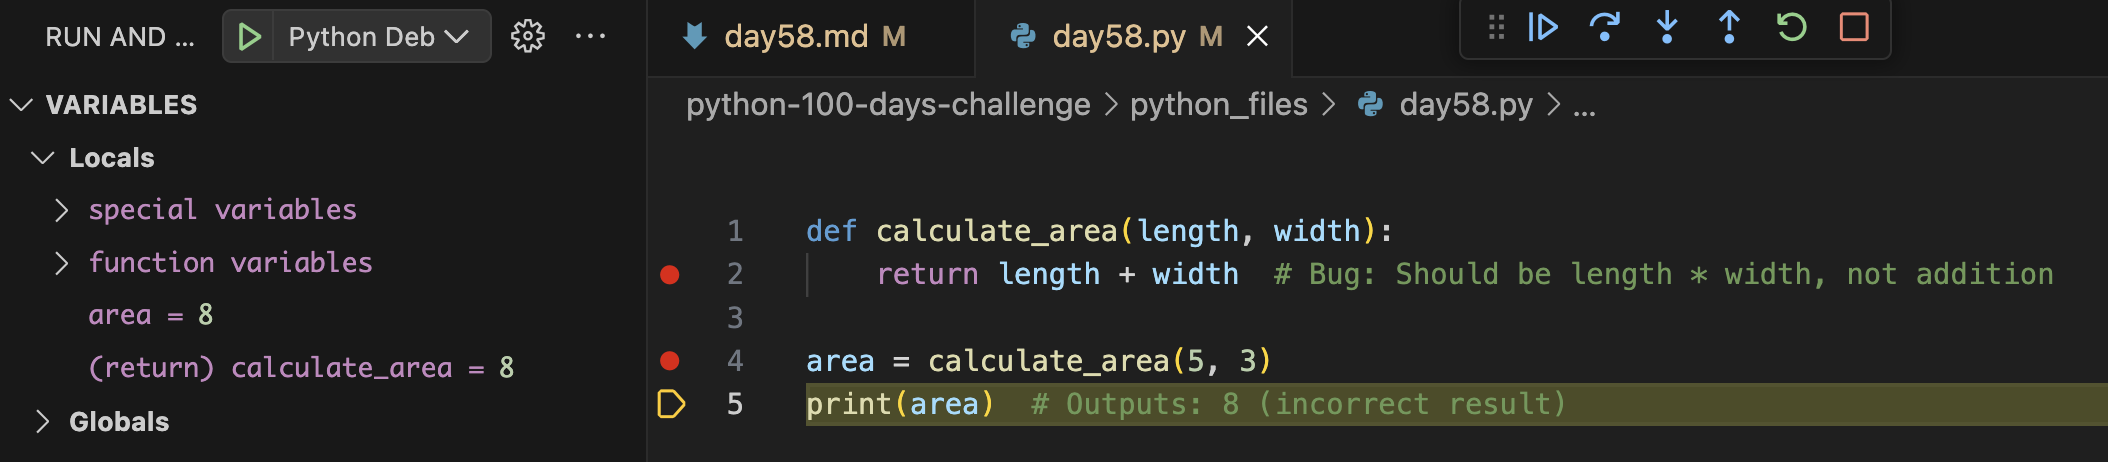 RUN AND ...
Python Deb
VARIABLES
Locals
special variables
function variables
area = 8
(return) calculate_area = 8
Globals
day58.md M
day58.py M
python-100-days-challenge > python_files > day58.py > ...
1 def calculate_area(length, width):
2 return length + width # Bug: Should be length * width, not addition
3
4 area = calculate_area(5, 3)
5 print(area) # Outputs: 8 (incorrect result)